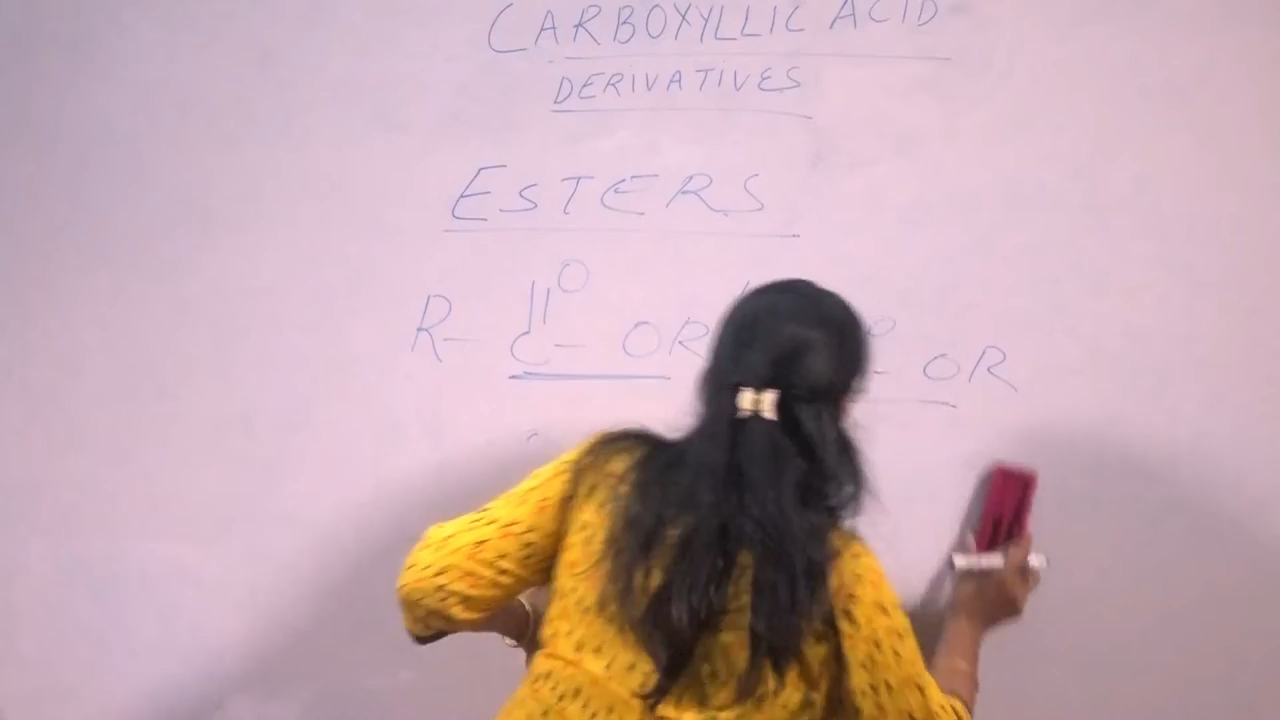 CARBOXYLLIC ACID
DERIVATIVES
ESTERS
O
R- C - OR
O
- OR